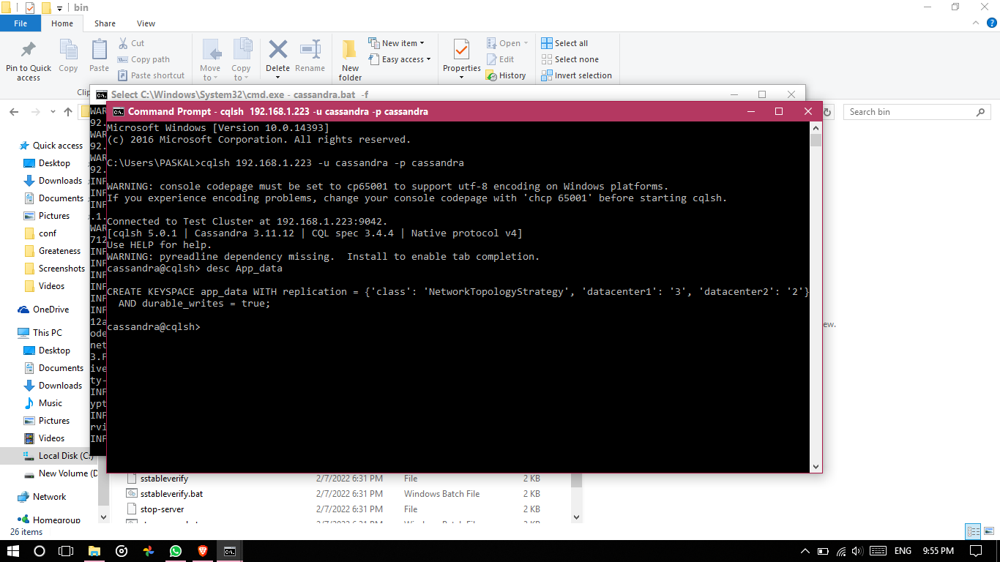 bin
File Home Share View
Pin to Quick access
Copy
Paste
Cut
Copy path
Paste shortcut
Move to
Copy to
Delete
Rename
New folder
New item
Easy access
Properties
Open
Edit
History
Select all
Select none
Invert selection
Clip
Select C:\Windows\System32\cmd.exe - cassandra.bat -f
Search bin
Command Prompt - cqlsh 192.168.1.223 -u cassandra -p cassandra
Microsoft Windows [Version 10.0.14393]
(c) 2016 Microsoft Corporation. All rights reserved.
C:\Users\PASKAL>cqlsh 192.168.1.223 -u cassandra -p cassandra
WARNING: console codepage must be set to cp65001 to support utf-8 encoding on Windows platforms.
If you experience encoding problems, change your console codepage with 'chcp 65001' before starting cqlsh.
Connected to Test Cluster at 192.168.1.223:9042.
[cqlsh 5.0.1 | Cassandra 3.11.12 | CQL spec 3.4.4 | Native protocol v4]
Use HELP for help.
WARNING: pyreadline dependency missing. Install to enable tab completion.
cassandra@cqlsh> desc App_data
CREATE KEYSPACE app_data WITH replication = {'class': 'NetworkTopologyStrategy', 'datacenter1': '3', 'datacenter2': '2'}
AND durable_writes = true;
cassandra@cqlsh>
WAR
92.
WAR
92.
WAR
92.
INF
INF
INF
.1.
WAR
712
INF
INF
INF
INF
INF
INF
12a
ode
net
3.F
ive
ty-
INF
ypt
INF
rvi
INF
ew.
Quick access
Desktop
Downloads
Documents
Pictures
conf
Greateness
Screenshots
Videos
OneDrive
This PC
Desktop
Documents
Downloads
Music
Pictures
Videos
Local Disk (C:)
New Volume (D
Network
Homegroup
sstableverify 2/7/2022 6:31 PM File 2 KB
sstableverify.bat 2/7/2022 6:31 PM Windows Batch File 2 KB
stop-server 2/7/2022 6:31 PM File 2 KB
26 items
ENG 9:55 PM